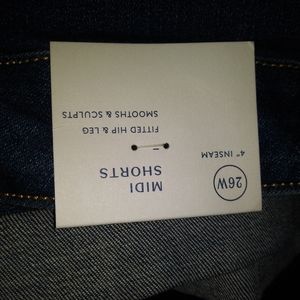 26W
MIDI
SHORTS
4" INSEAM
FITTED HIP & LEG
SMOOTHS & SCULPTS